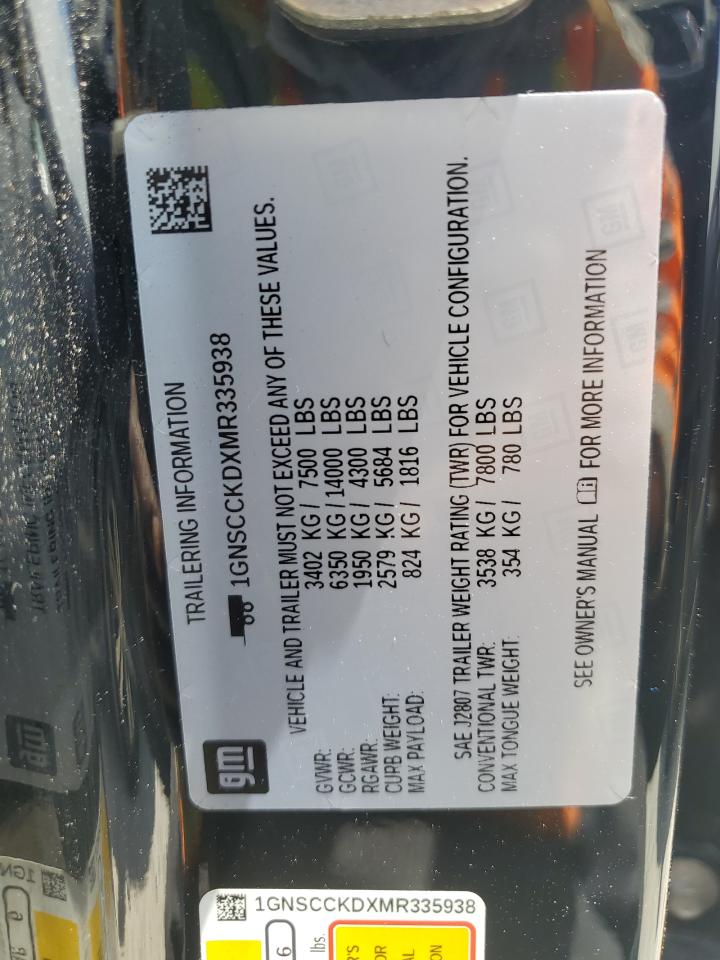 TRAILERING INFORMATION
1GNSCCKDXMR335938
gm
VEHICLE AND TRAILER MUST NOT EXCEED ANY OF THESE VALUES.
GVWR: 3402 KG / 7500 LBS
GCWR: 6350 KG / 14000 LBS
RGAWR: 1950 KG / 4300 LBS
CURB WEIGHT: 2579 KG / 5684 LBS
MAX PAYLOAD: 824 KG / 1816 LBS
SAE J2807 TRAILER WEIGHT RATING (TWR) FOR VEHICLE CONFIGURATION.
CONVENTIONAL TWR: 3538 KG / 7800 LBS
MAX TONGUE WEIGHT: 354 KG / 780 LBS
SEE OWNER'S MANUAL FOR MORE INFORMATION
1GNSCCKDXMR335938
6
lbs.